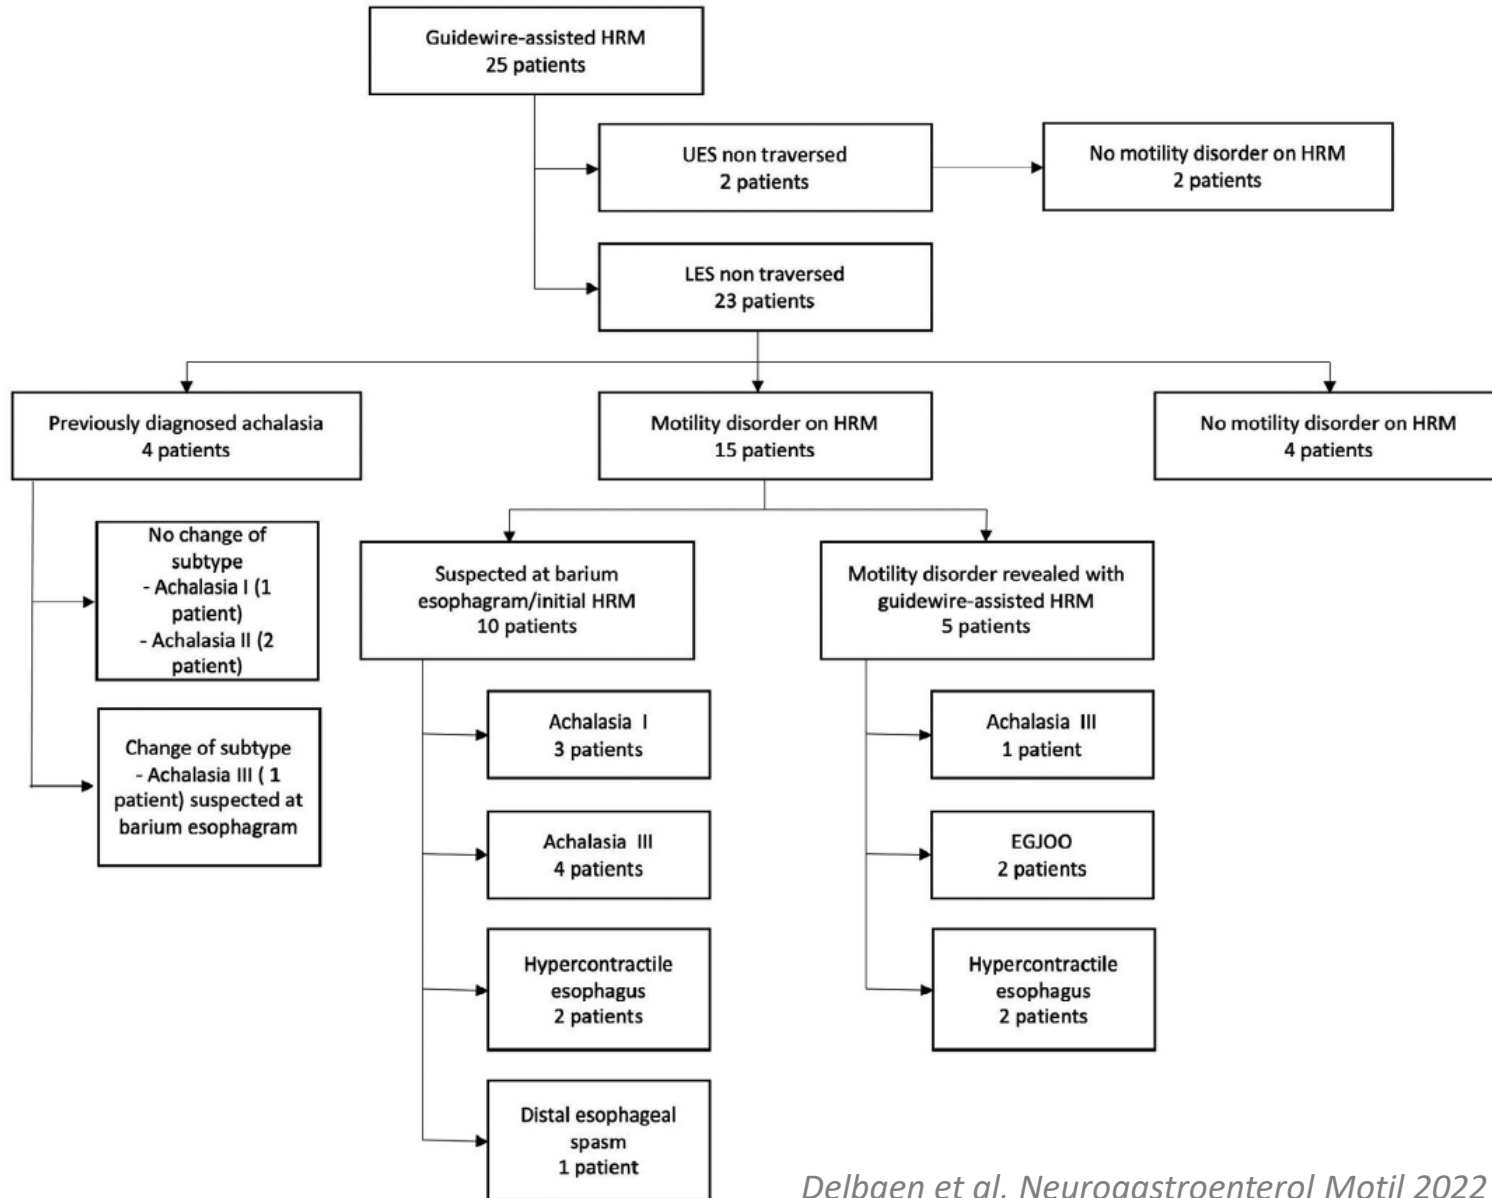 Guidewire-assisted HRM
25 patients
UES non traversed
2 patients
No motility disorder on HRM
2 patients
LES non traversed
23 patients
Previously diagnosed achalasia
4 patients
Motility disorder on HRM
15 patients
No motility disorder on HRM
4 patients
No change of
subtype
- Achalasia I (1
patient)
- Achalasia II (2
patient)
Change of subtype
- Achalasia III ( 1
patient) suspected at
barium esophagram
Suspected at barium
esophagram/initial HRM
10 patients
Achalasia I
3 patients
Achalasia III
4 patients
Hypercontractile
esophagus
2 patients
Distal esophageal
spasm
1 patient
Motility disorder revealed with
guidewire-assisted HRM
5 patients
Achalasia III
1 patient
EGJOO
2 patients
Hypercontractile
esophagus
2 patients
Delbaen et al. Neurogastroenterol Motil 2022